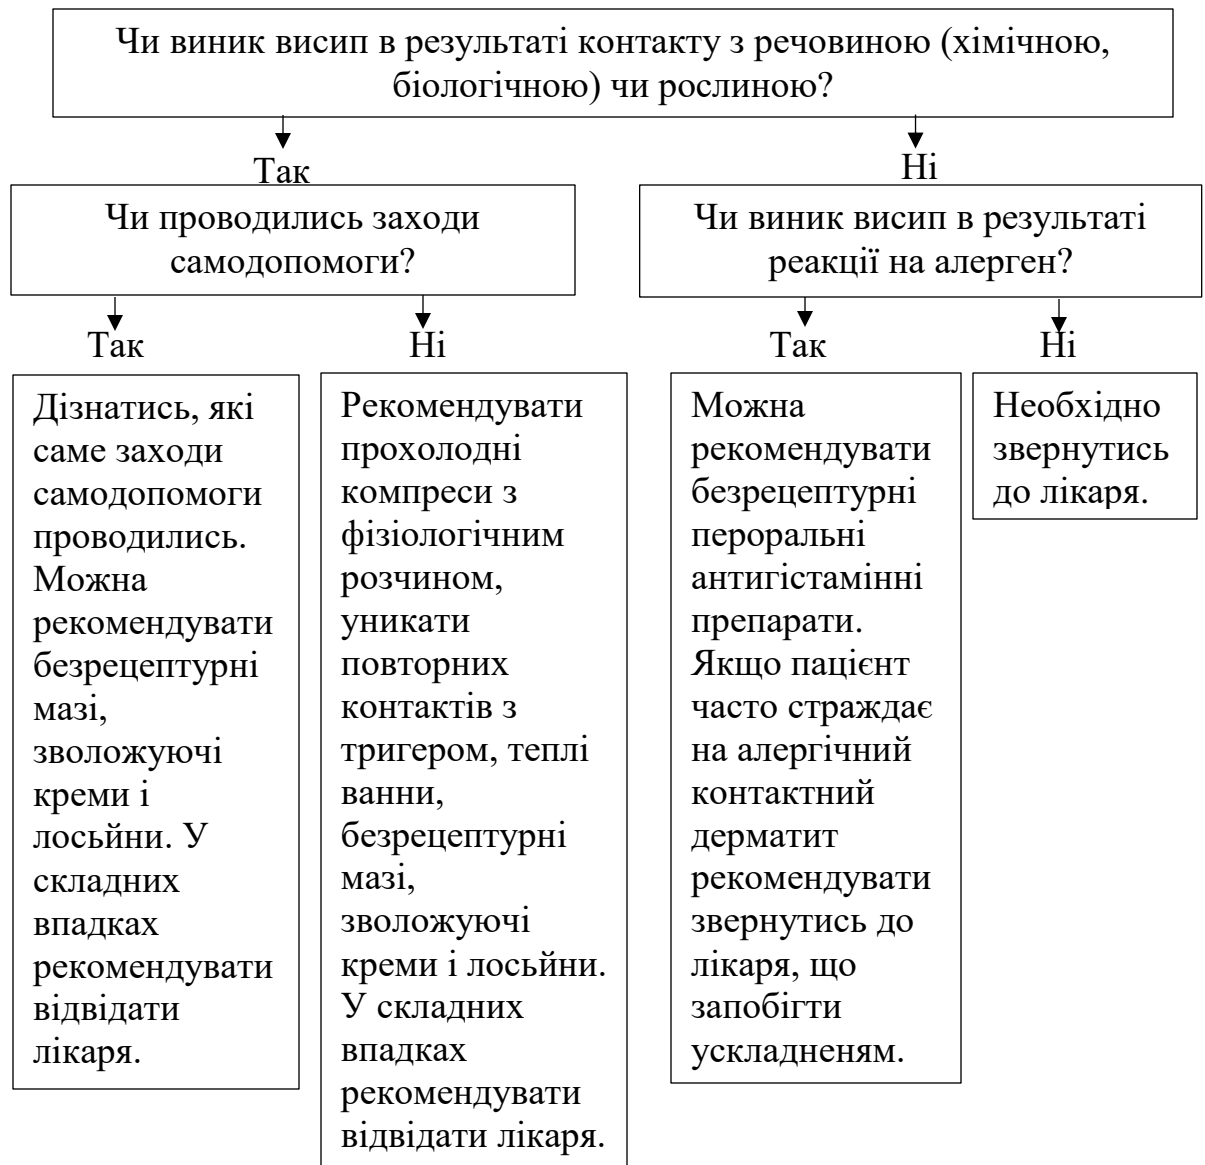 Чи виник висип в результаті контакту з речовиною (хімічною,
біологічною) чи рослиною?
Так
Ні
Чи проводились заходи
самодопомоги?
Чи виник висип в результаті
реакції на алерген?
Так
Ні
Так
Ні
Дізнатись, які
саме заходи
самодопомоги
проводились.
Можна
рекомендувати
безрецептурні
мазі,
зволожуючі
креми і
лосьйни. У
складних
впадках
рекомендувати
відвідати
лікаря.
Рекомендувати
прохолодні
компреси з
фізіологічним
розчином,
уникати
повторних
контактів з
тригером, теплі
ванни,
безрецептурні
мазі,
зволожуючі
креми і лосьйни.
У складних
впадках
рекомендувати
відвідати лікаря.
Можна
рекомендувати
безрецептурні
пероральні
антигістамінні
препарати.
Якщо пацієнт
часто страждає
на алергічний
контактний
дерматит
рекомендувати
звернутись до
лікаря, що
запобігти
ускладненям.
Необхідно
звернутись
до лікаря.